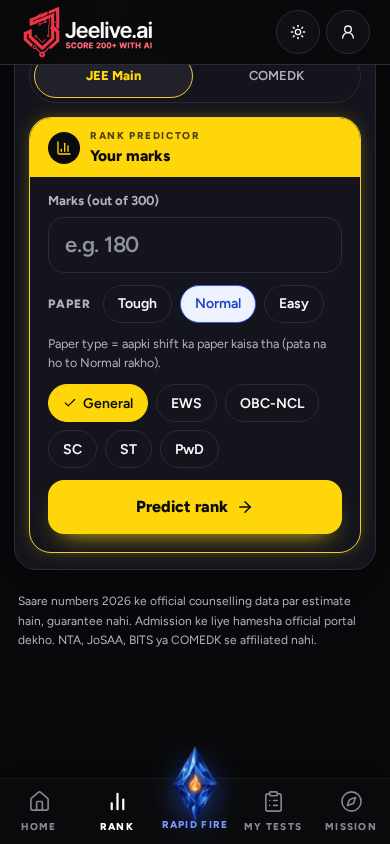 Jeelive.ai
SCORE 200+ WITH AI
JEE Main
COMEDK
RANK PREDICTOR
Your marks
Marks (out of 300)
e.g. 180
PAPER
Tough
Normal
Easy
Paper type = aapki shift ka paper kaisa tha (pata na
ho to Normal rakho).
General
EWS
OBC-NCL
SC
ST
PwD
Predict rank →
Saare numbers 2026 ke official counselling data par estimate
hain, guarantee nahi. Admission ke liye hamesha official portal
dekho. NTA, JoSAA, BITS ya COMEDK se affiliated nahi.
HOME
RANK
RAPID FIRE
MY TESTS
MISSION